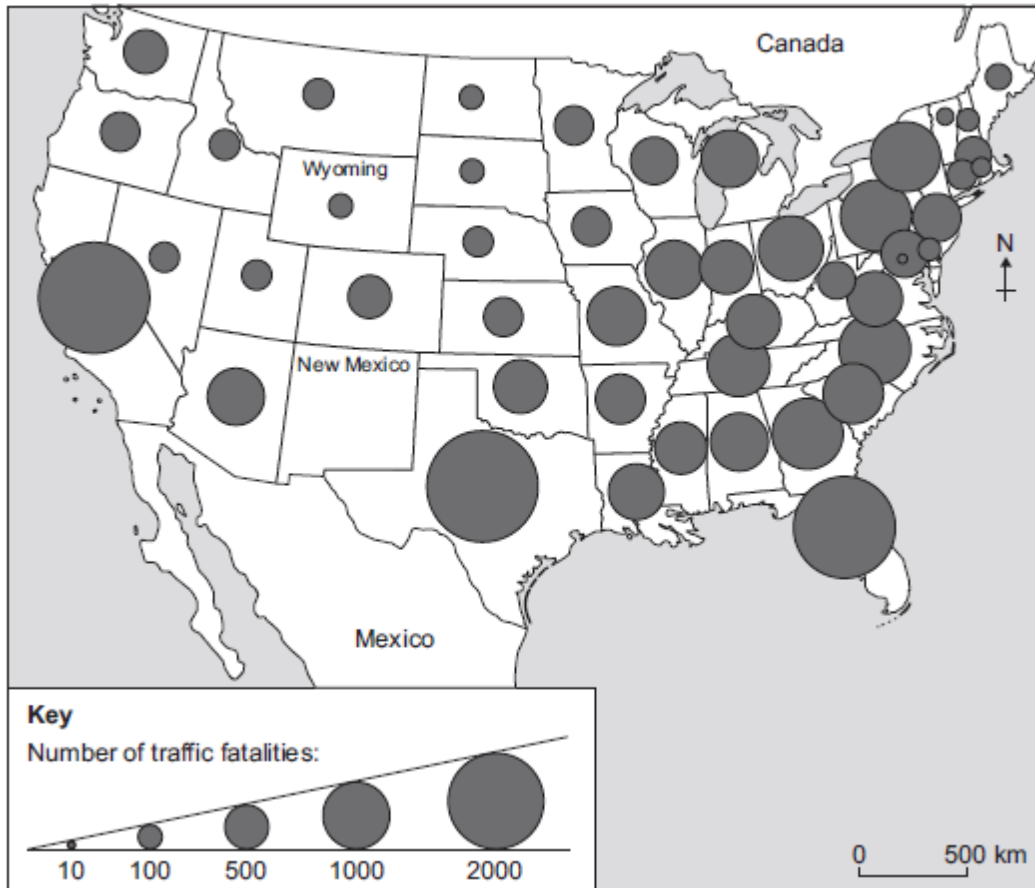 Canada
Wyoming
N
New Mexico
Mexico
Key
Number of traffic fatalities:
10 100 500 1000 2000
0 500 km